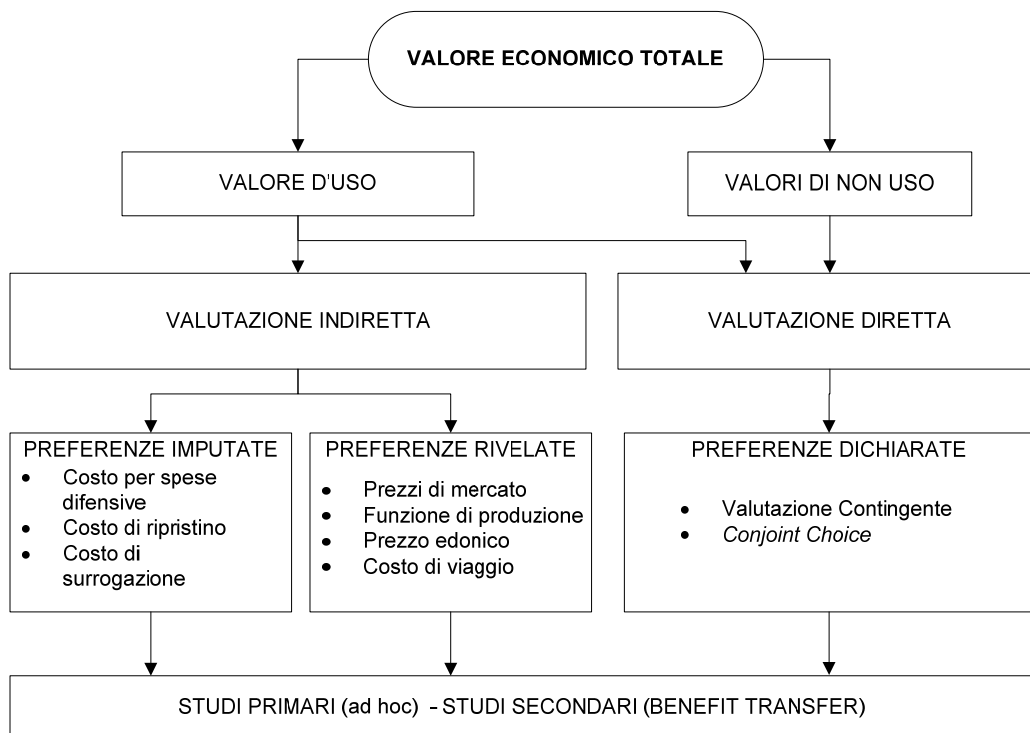 VALORE ECONOMICO TOTALE
VALORE D'USO
VALORI DI NON USO
VALUTAZIONE INDIRETTA
VALUTAZIONE DIRETTA
PREFERENZE IMPUTATE
• Costo per spese
difensive
• Costo di ripristino
• Costo di
surrogazione
PREFERENZE RIVELATE
• Prezzi di mercato
• Funzione di produzione
• Prezzo edonico
• Costo di viaggio
PREFERENZE DICHIARATE
• Valutazione Contingente
• Conjoint Choice
STUDI PRIMARI (ad hoc) - STUDI SECONDARI (BENEFIT TRANSFER)